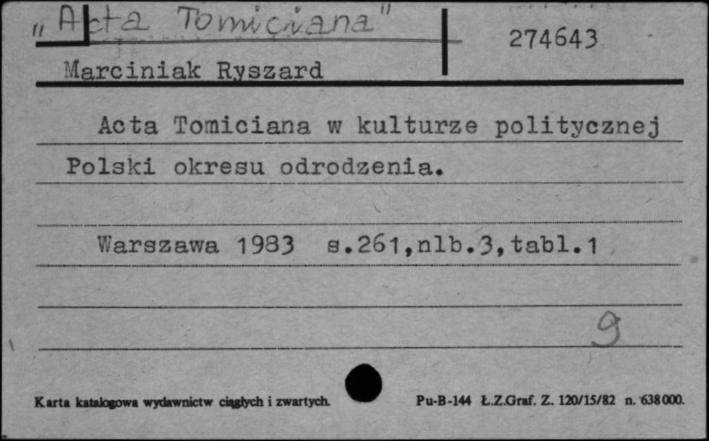 „Acta Tomiciana"
274643
Marciniak Ryszard
Acta Tomiciana w kulturze politycznej
Polski okresu odrodzenia.
Warszawa 1983 s.261,nlb.3,tabl.1
9
Karta katalogowa wydawnictw ciągłych i zwartych. Pu-B-144 Ł.Z.Graf. Z. 120/15/82 n. 638000.